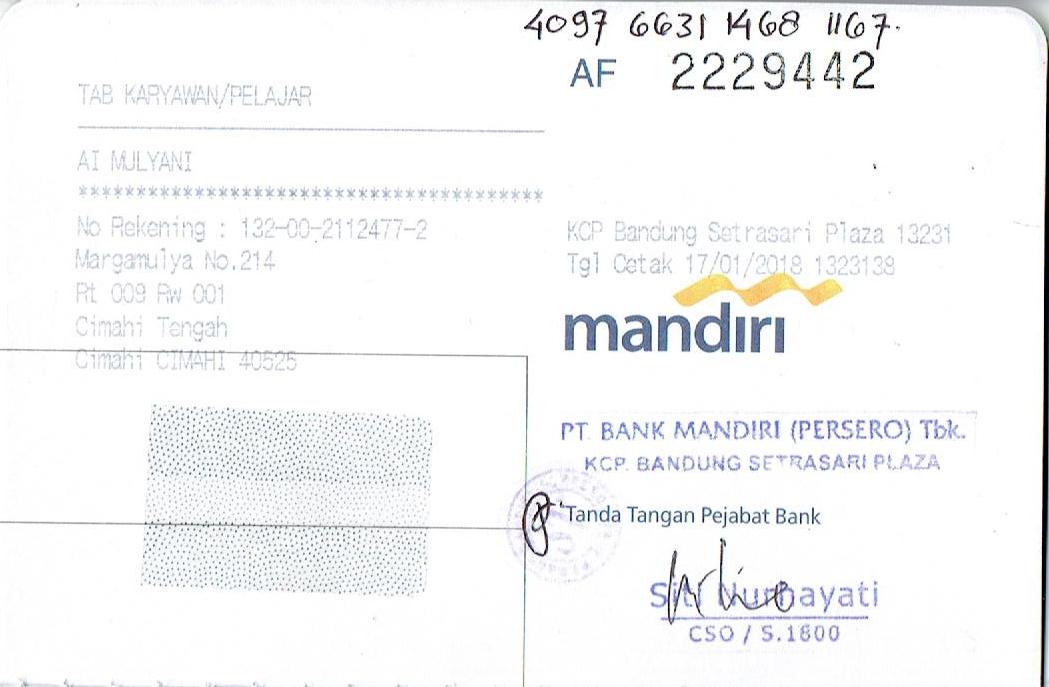 4097 6631 1468 1167.
AF 2229442
TAB KARYAWAN/PELAJAR
AI MULYANI
***************************************
No Rekening : 132-00-2112477-2
Margamulya No.214
Rt 009 Rw 001
Cimahi Tengah
Cimahi CIMAHI 40525
KCP Bandung Setrasari Plaza 13231
Tgl Cetak 17/01/2018 1323138
mandiri
PT. BANK MANDIRI (PERSERO) Tbk.
KCP. BANDUNG SETRASARI PLAZA
Tanda Tangan Pejabat Bank
Siti Nurhayati
CSO / S.1800